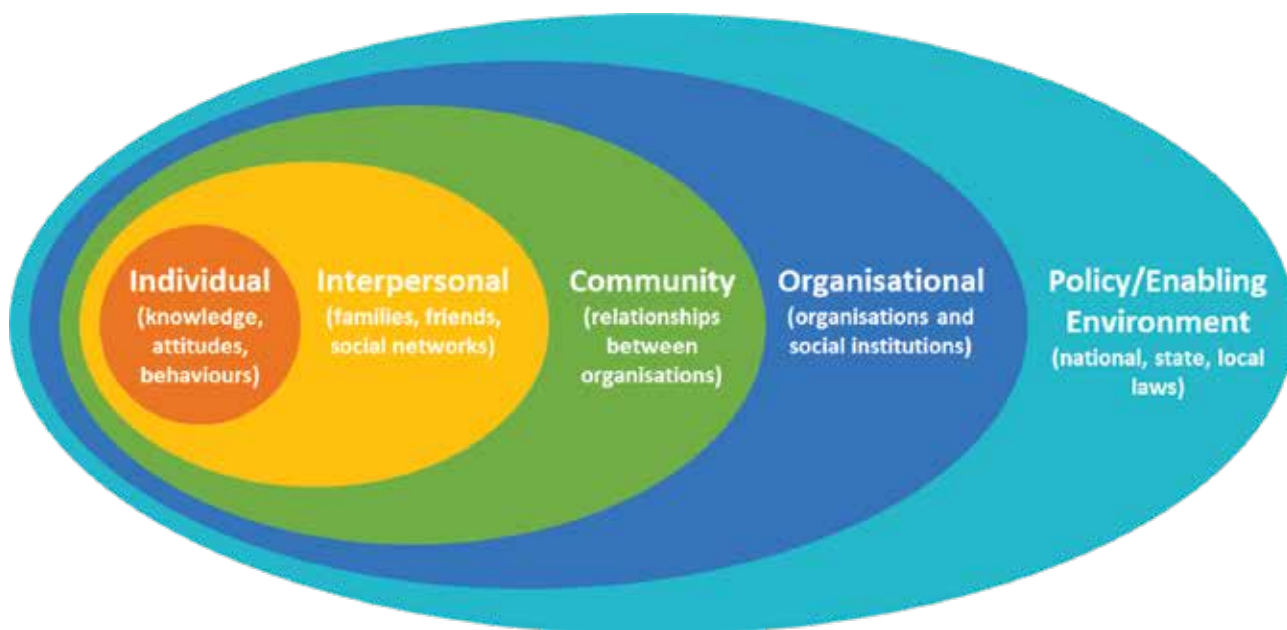 Individual
(knowledge,
attitudes,
behaviours)
Interpersonal
(families, friends,
social networks)
Community
(relationships
between
organisations)
Organisational
(organisations and
social institutions)
Policy/Enabling
Environment
(national, state, local
laws)